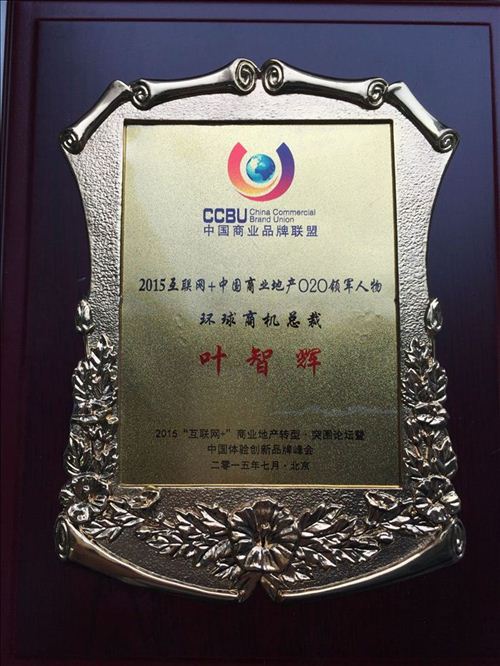 CCBU China Commercial
Brand Union
中国商业品牌联盟
2015互联网+中国商业地产O2O领军人物
环球商机总裁
叶智辉
2015“互联网+”商业地产转型·突围论坛暨
中国体验创新品牌峰会
二零一五年七月·北京